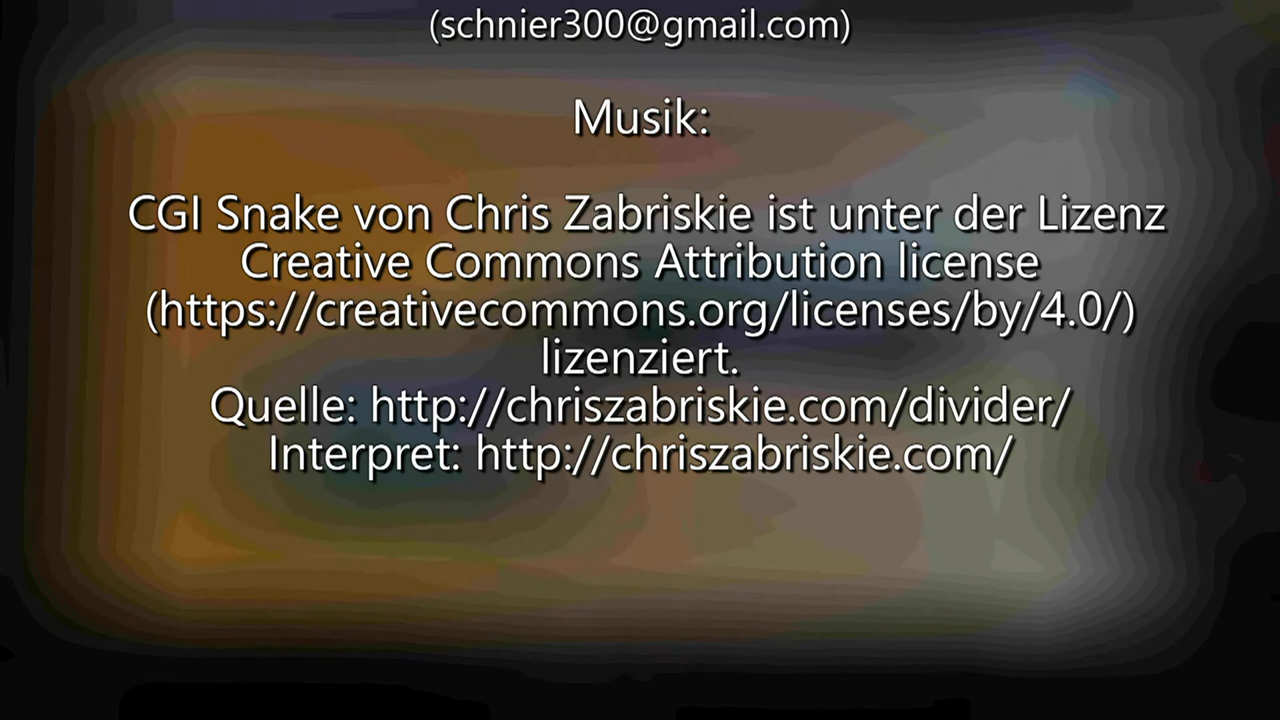 (schnier300@gmail.com)
Musik:
CGI Snake von Chris Zabriskie ist unter der Lizenz
Creative Commons Attribution license
(https://creativecommons.org/licenses/by/4.0/)
lizenziert.
Quelle: http://chriszabriskie.com/divider/
Interpret: http://chriszabriskie.com/